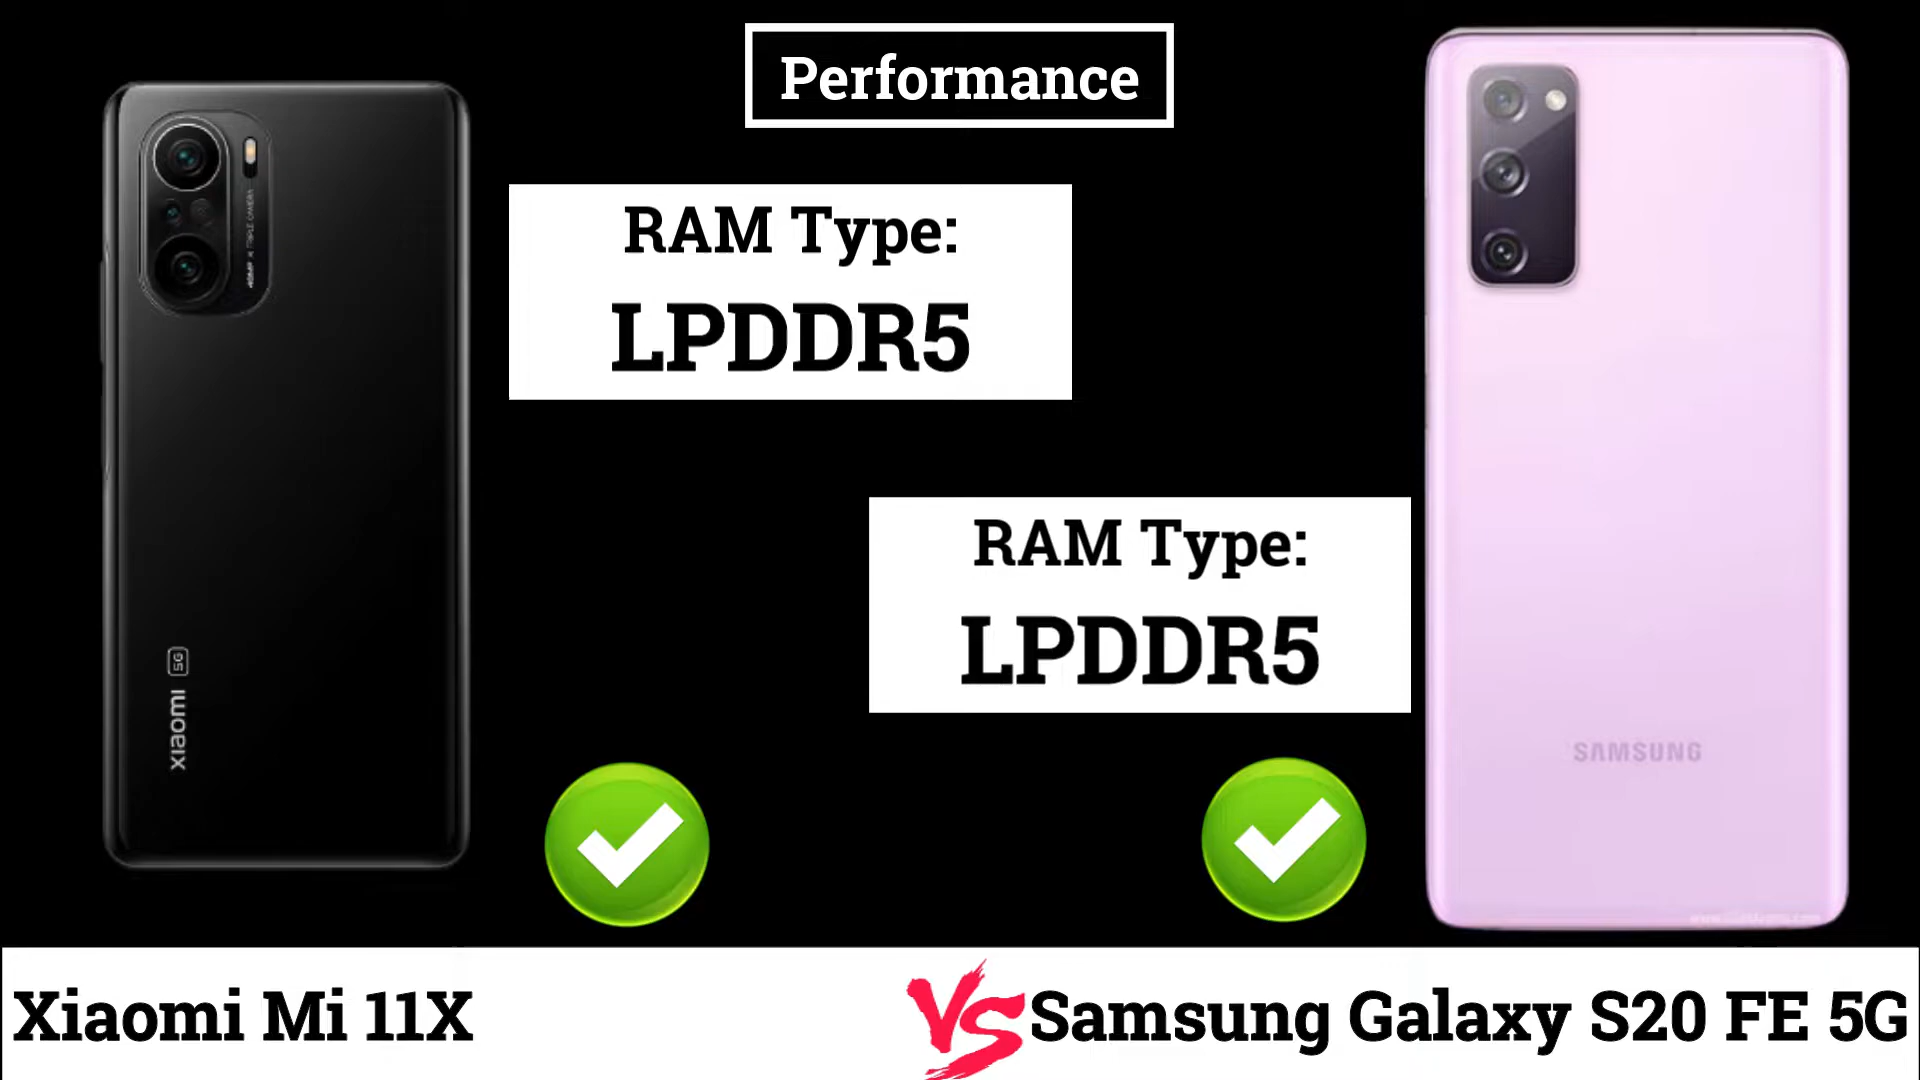 Performance
RAM Type:
LPDDR5
RAM Type:
LPDDR5
xiaomi 5G
SAMSUNG
Xiaomi Mi 11X
VS
Samsung Galaxy S20 FE 5G